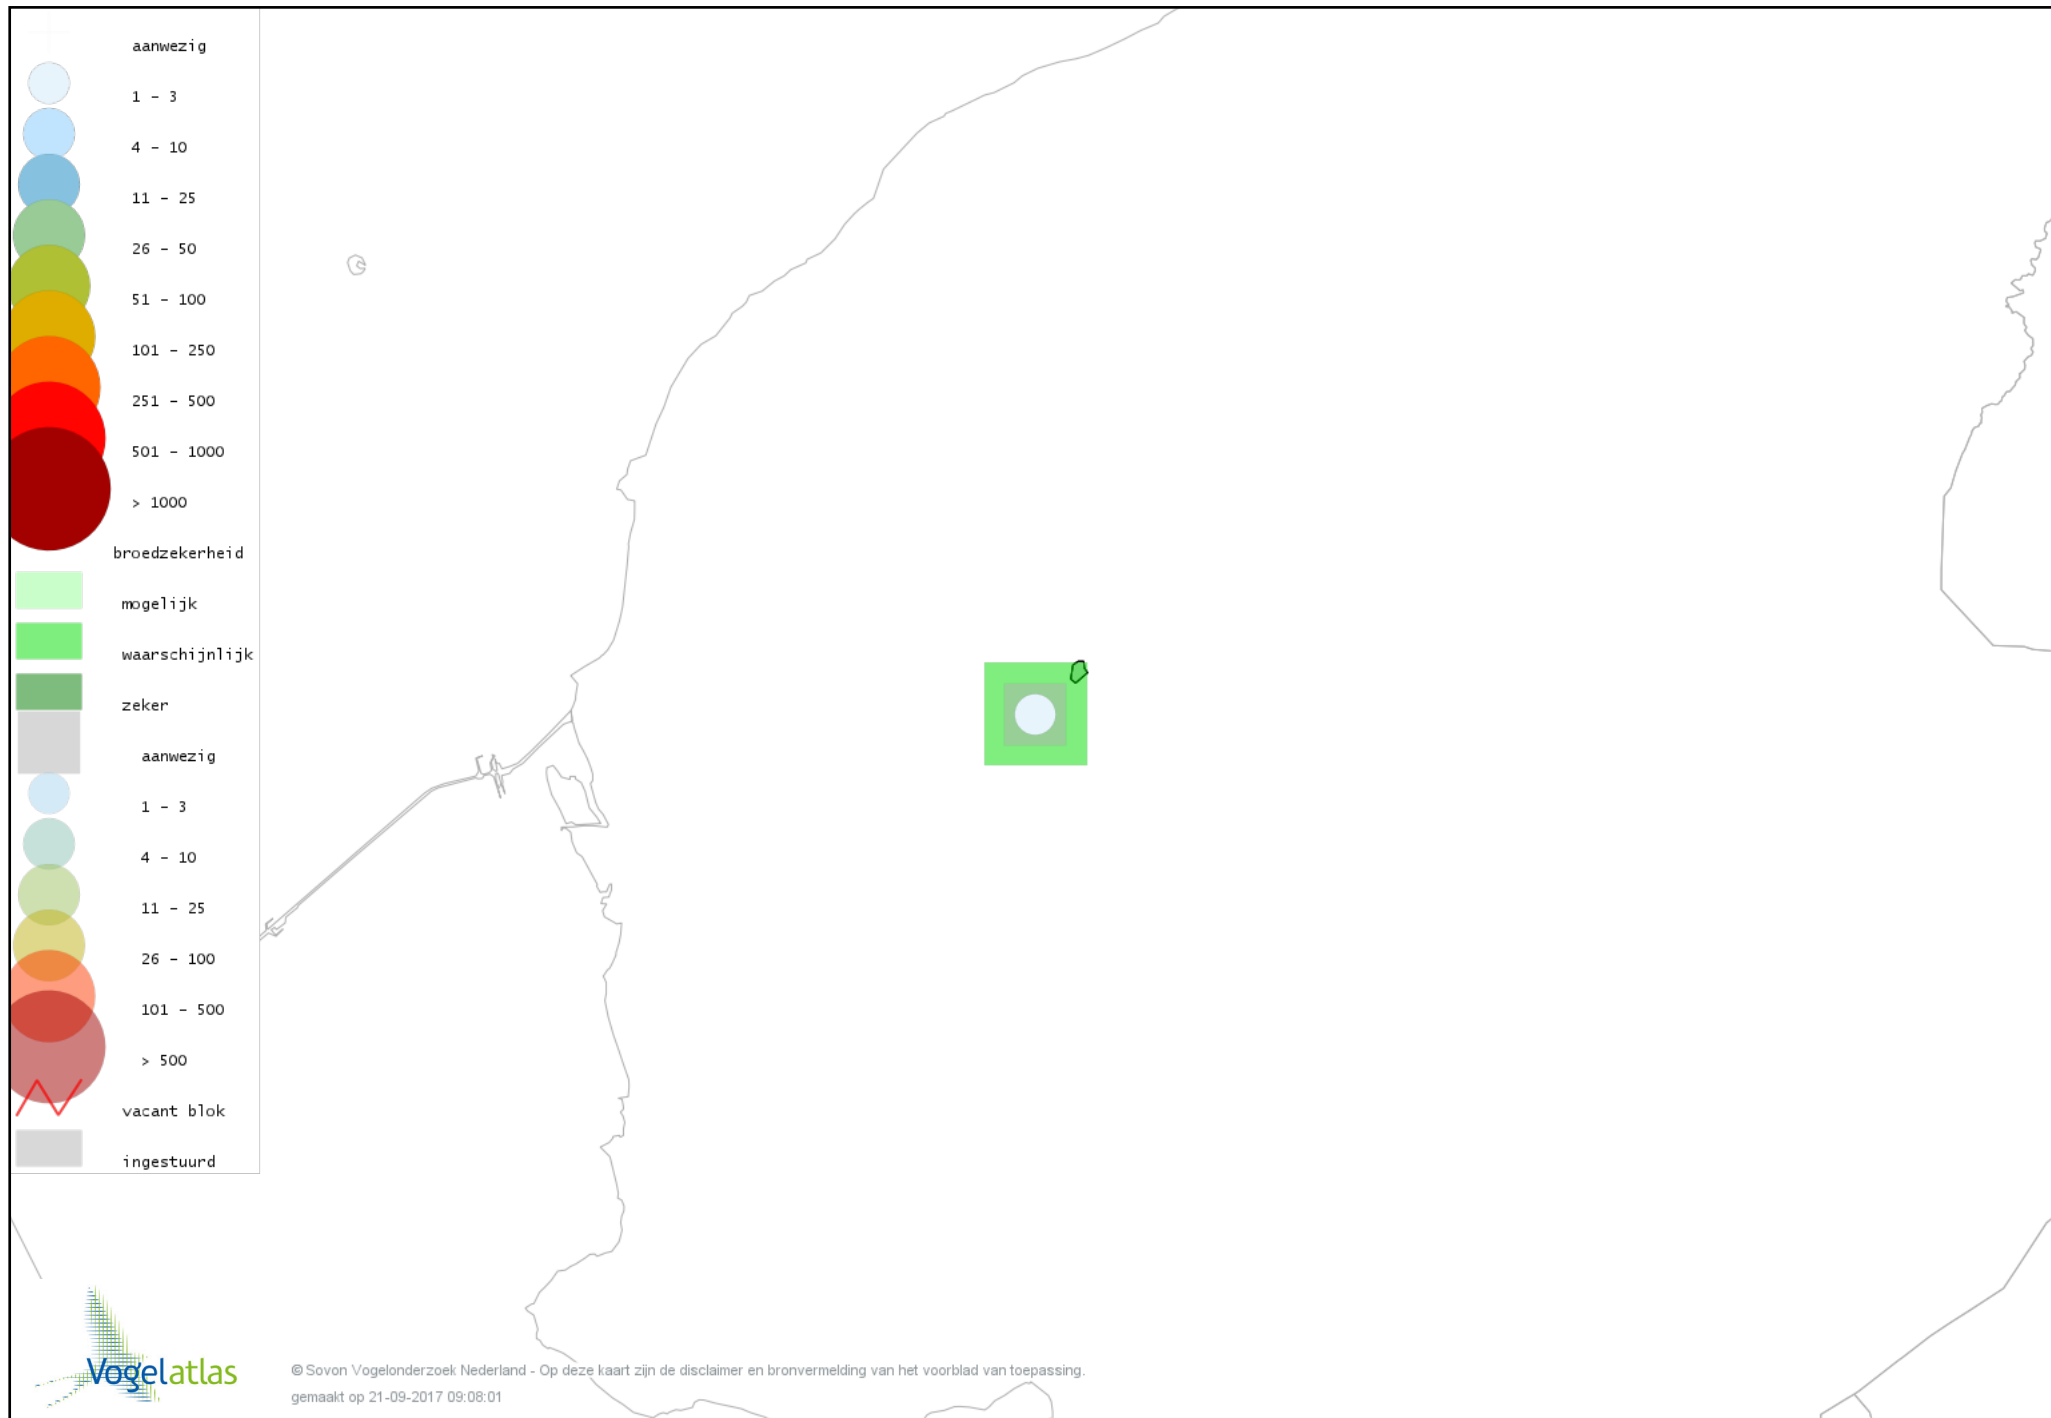 aanwezig
1 - 3
4 - 10
11 - 25
26 - 50
51 - 100
101 - 250
251 - 500
501 - 1000
> 1000
broedzekerheid
mogelijk
waarschijnlijk
zeker
aanwezig
1 - 3
4 - 10
11 - 25
26 - 100
101 - 500
> 500
vacant blok
ingestuurd
Vogelatlas
© Sovon Vogelonderzoek Nederland - Op deze kaart zijn de disclaimer en bronvermelding van het voorblad van toepassing.
gemaakt op 21-09-2017 09:08:01